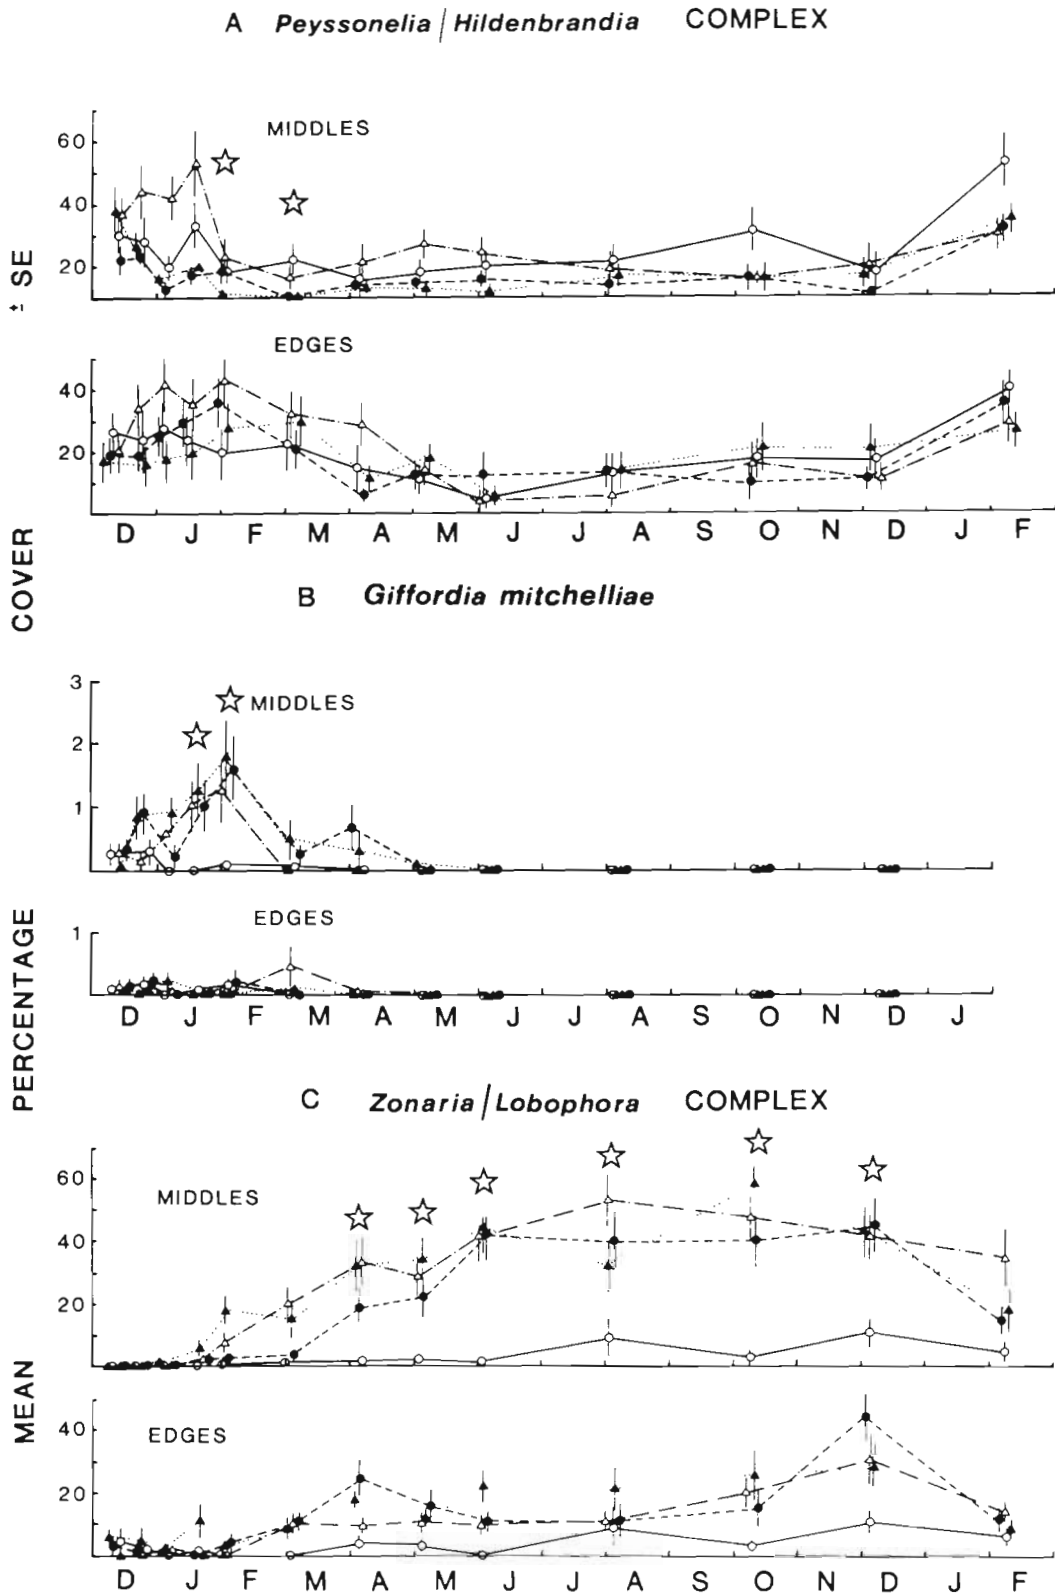 A Peyssonelia/Hildenbrandia COMPLEX
MIDDLES
60
40
20
EDGES
40
20
D J F M A M J J A S O N D J F
B Giffordia mitchelliae
3
MIDDLES
2
1
EDGES
1
D J F M A M J J A S O N D J
C Zonaria/Lobophora COMPLEX
60
MIDDLES
40
20
EDGES
40
20
D J F M A M J J A S O N D J F
MEAN PERCENTAGE COVER ± SE